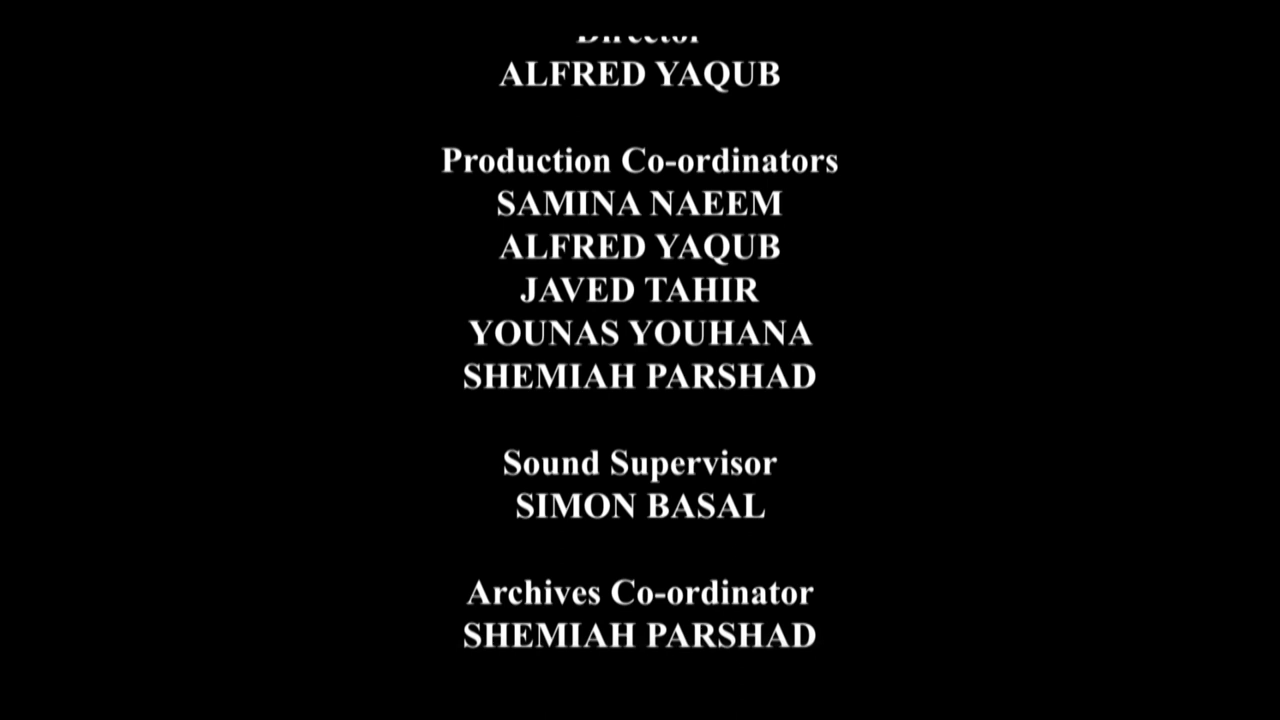 Director
ALFRED YAQUB
Production Co-ordinators
SAMINA NAEEM
ALFRED YAQUB
JAVED TAHIR
YOUNAS YOUHANA
SHEMIAH PARSHAD
Sound Supervisor
SIMON BASAL
Archives Co-ordinator
SHEMIAH PARSHAD